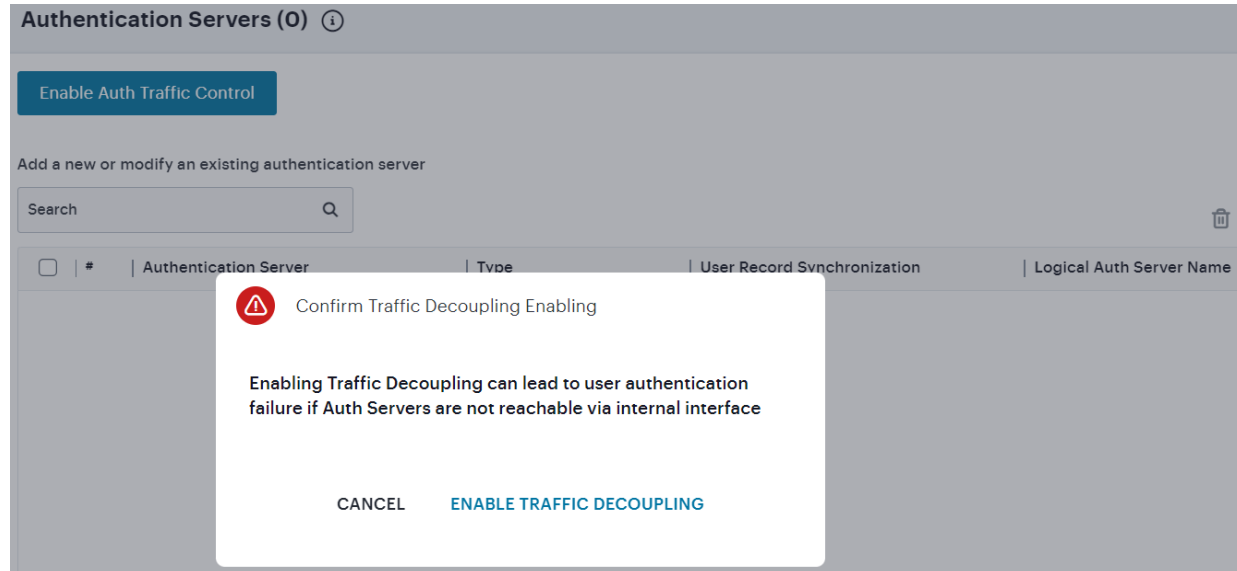 Authentication Servers (0)
Enable Auth Traffic Control
Add a new or modify an existing authentication server
Search
# | Authentication Server | Type | User Record Synchronization | Logical Auth Server Name
Confirm Traffic Decoupling Enabling
Enabling Traffic Decoupling can lead to user authentication
failure if Auth Servers are not reachable via internal interface
CANCEL ENABLE TRAFFIC DECOUPLING